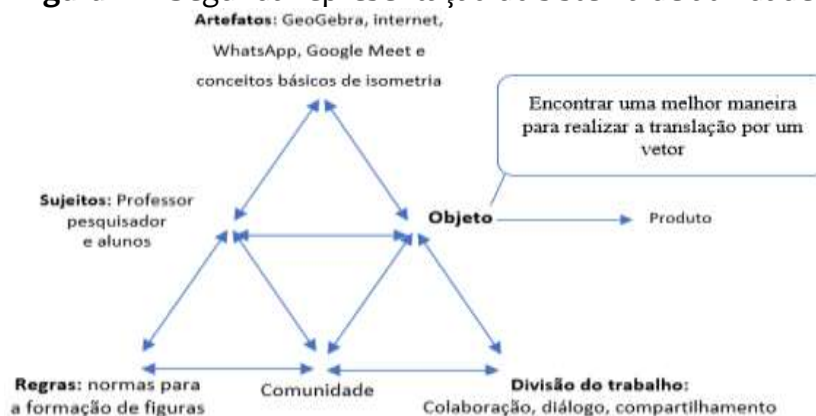 Artefatos: GeoGebra, internet,
WhatsApp, Google Meet e
conceitos básicos de isometria
Encontrar uma melhor maneira
para realizar a translação por um
vetor
Sujeitos: Professor
pesquisador
e alunos
Objeto
Produto
Regras: normas para
a formação de figuras
Comunidade
Divisão do trabalho:
Colaboração, diálogo, compartilhamento